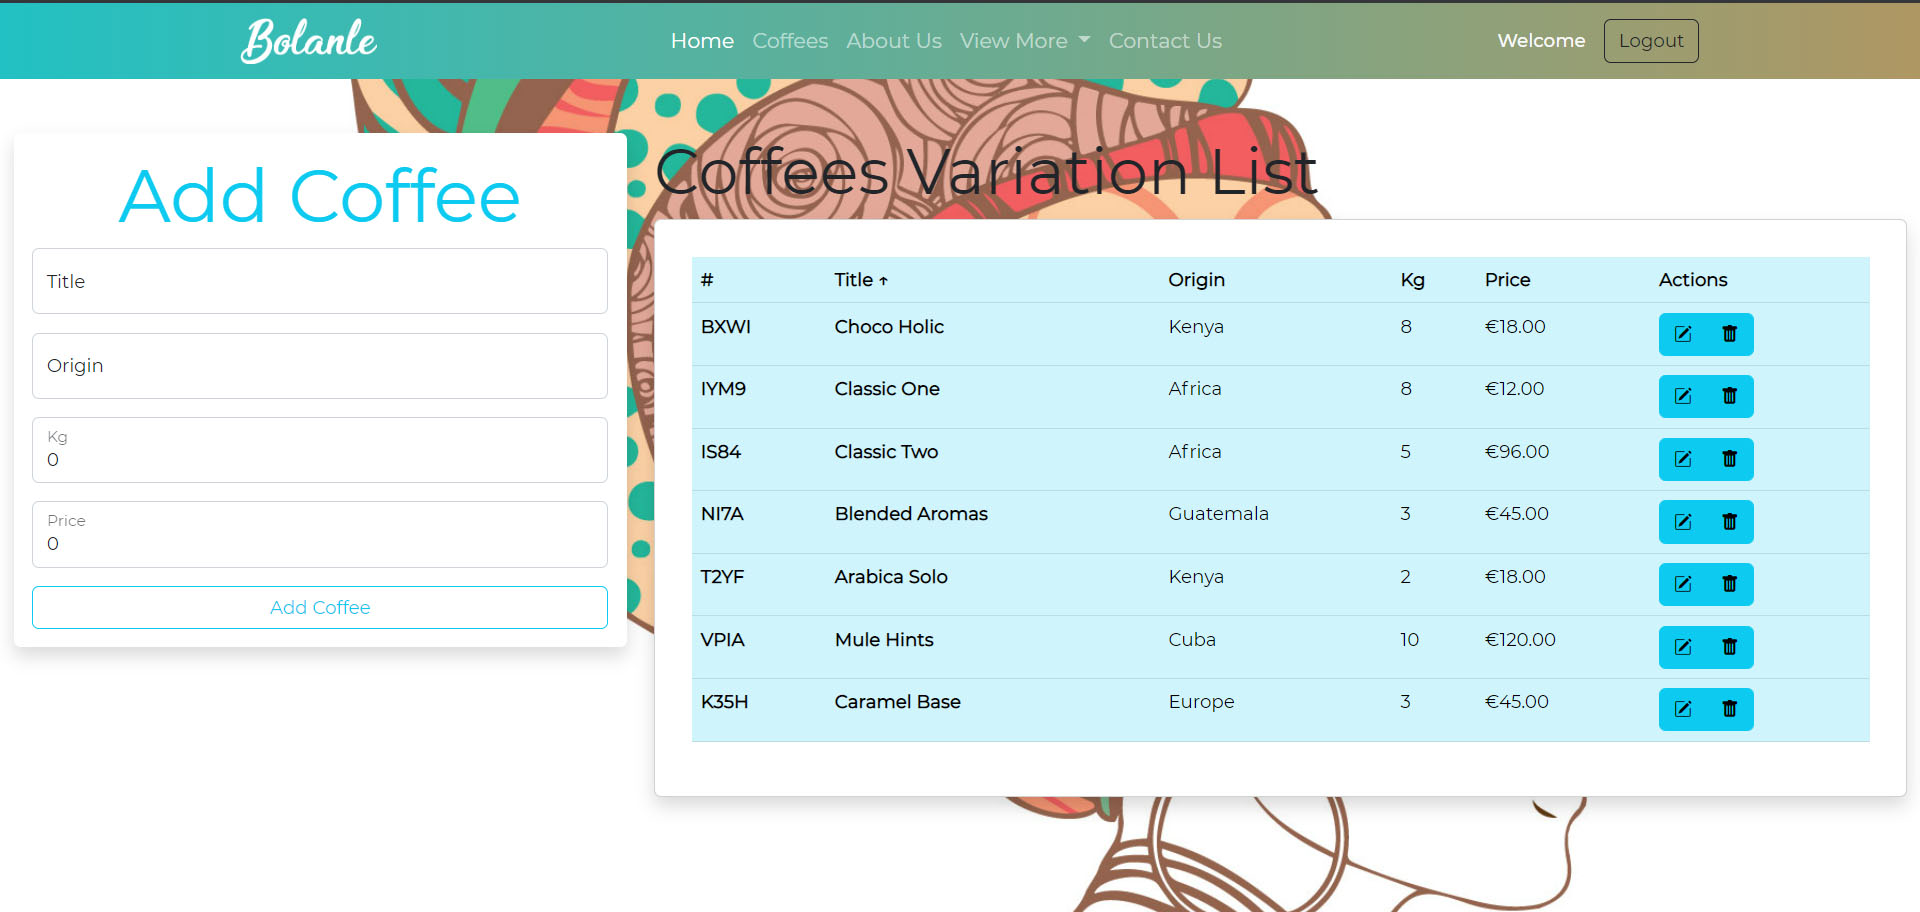 Bolanle
Home Coffees About Us View More Contact Us
Welcome Logout
Add Coffee
Title
Origin
Kg
0
Price
0
Add Coffee
Coffees Variation List
# Title ↑ Origin Kg Price Actions
BXWI Choco Holic Kenya 8 €18.00
IYM9 Classic One Africa 8 €12.00
IS84 Classic Two Africa 5 €96.00
NI7A Blended Aromas Guatemala 3 €45.00
T2YF Arabica Solo Kenya 2 €18.00
VPIA Mule Hints Cuba 10 €120.00
K35H Caramel Base Europe 3 €45.00